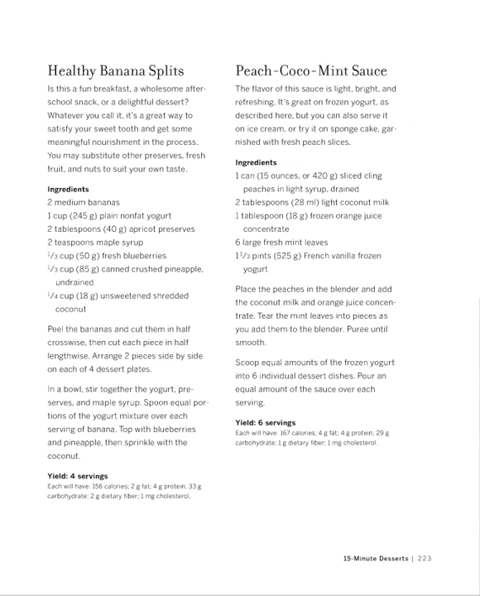 Healthy Banana Splits
Is this a fun breakfast, a wholesome after-
school snack, or a delightful dessert?
Whatever you call it, it's a great way to
satisfy your sweet tooth and get some
meaningful nourishment in the process.
You may substitute other preserves, fresh
fruit, and nuts to suit your own taste.
Ingredients
2 medium bananas
1 cup (245 g) plain nonfat yogurt
2 tablespoons (40 g) apricot preserves
2 teaspoons maple syrup
1/3 cup (50 g) fresh blueberries
1/3 cup (85 g) canned crushed pineapple,
undrained
1/4 cup (18 g) unsweetened shredded
coconut
Peel the bananas and cut them in half
crosswise, then cut each piece in half
lengthwise. Arrange 2 pieces side by side
on each of 4 dessert plates.
In a bowl, stir together the yogurt, pre-
serves, and maple syrup. Spoon equal por-
tions of the yogurt mixture over each
serving of banana. Top with blueberries
and pineapple, then sprinkle with the
coconut.
Yield: 4 servings
Each will have: 156 calories; 2 g fat; 4 g protein; 33 g
carbohydrate; 2 g dietary fiber; 1 mg cholesterol.
Peach-Coco-Mint Sauce
The flavor of this sauce is light, bright, and
refreshing. It's great on frozen yogurt, as
described here, but you can also serve it
on ice cream, or try it on sponge cake, gar-
nished with fresh peach slices.
Ingredients
1 can (15 ounces, or 420 g) sliced cling
peaches in light syrup, drained
2 tablespoons (28 ml) light coconut milk
1 tablespoon (18 g) frozen orange juice
concentrate
6 large fresh mint leaves
1 1/2 pints (525 g) French vanilla frozen
yogurt
Place the peaches in the blender and add
the coconut milk and orange juice concen-
trate. Tear the mint leaves into pieces as
you add them to the blender. Puree until
smooth.
Scoop equal amounts of the frozen yogurt
into 6 individual dessert dishes. Pour an
equal amount of the sauce over each
serving.
Yield: 6 servings
Each will have: 167 calories; 4 g fat; 4 g protein; 29 g
carbohydrate; 1 g dietary fiber; 1 mg cholesterol.
15-Minute Desserts | 223